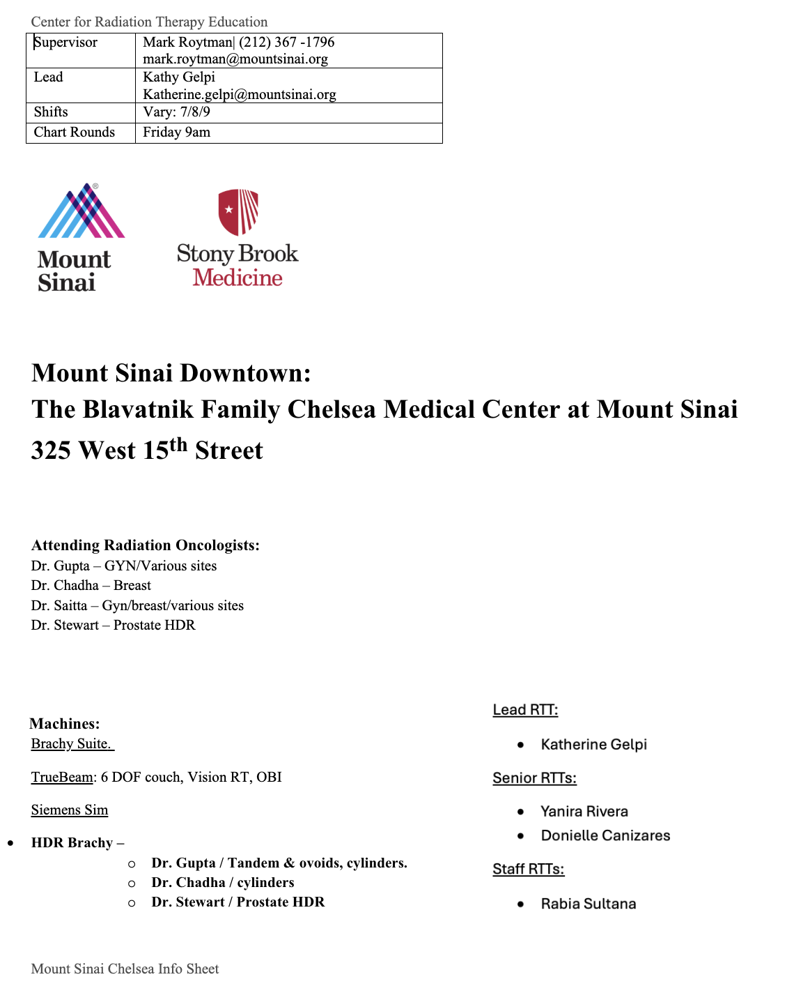 Center for Radiation Therapy Education
Supervisor
Mark Roytman| (212) 367 -1796
mark.roytman@mountsinai.org
Lead
Kathy Gelpi
Katherine.gelpi@mountsinai.org
Shifts
Vary: 7/8/9
Chart Rounds
Friday 9am
®
Mount
Sinai
Stony Brook
Medicine
Mount Sinai Downtown:
The Blavatnik Family Chelsea Medical Center at Mount Sinai
325 West 15th Street
Attending Radiation Oncologists:
Dr. Gupta – GYN/Various sites
Dr. Chadha – Breast
Dr. Saitta – Gyn/breast/various sites
Dr. Stewart – Prostate HDR
Machines:
Brachy Suite.
TrueBeam: 6 DOF couch, Vision RT, OBI
Siemens Sim
• HDR Brachy –
o Dr. Gupta / Tandem & ovoids, cylinders.
o Dr. Chadha / cylinders
o Dr. Stewart / Prostate HDR
Lead RTT:
• Katherine Gelpi
Senior RTTs:
• Yanira Rivera
• Donielle Canizares
Staff RTTs:
• Rabia Sultana
Mount Sinai Chelsea Info Sheet